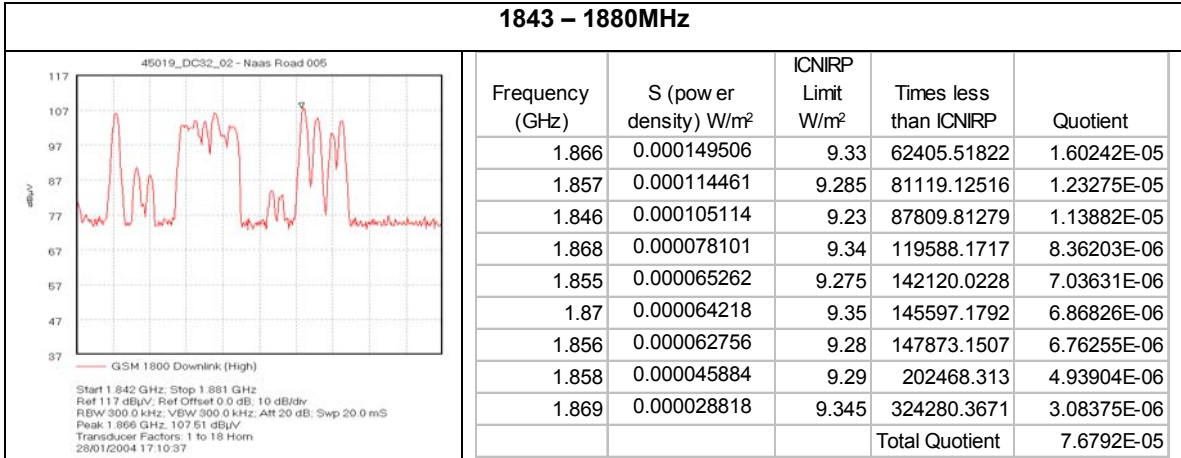 1843 – 1880MHz
45019_DC32_02 - Naas Road 005
117
107
97
87
77
67
57
47
37
dBµV
GSM 1800 Downlink (High)
Start 1.842 GHz; Stop 1.881 GHz
Ref 117 dBµV; Ref Offset 0.0 dB; 10 dB/div
RBW 300.0 kHz; VBW 300.0 kHz; Att 20 dB; Swp 20.0 mS
Peak 1.866 GHz, 107.51 dBµV
Transducer Factors: 1 to 18 Horn
28/01/2004 17:10:37
Frequency (GHz) S (pow er density) W/m² ICNIRP Limit W/m² Times less than ICNIRP Quotient
1.866 0.000149506 9.33 62405.51822 1.60242E-05
1.857 0.000114461 9.285 81119.12516 1.23275E-05
1.846 0.000105114 9.23 87809.81279 1.13882E-05
1.868 0.000078101 9.34 119588.1717 8.36203E-06
1.855 0.000065262 9.275 142120.0228 7.03631E-06
1.87 0.000064218 9.35 145597.1792 6.86826E-06
1.856 0.000062756 9.28 147873.1507 6.76255E-06
1.858 0.000045884 9.29 202468.313 4.93904E-06
1.869 0.000028818 9.345 324280.3671 3.08375E-06
Total Quotient 7.6792E-05